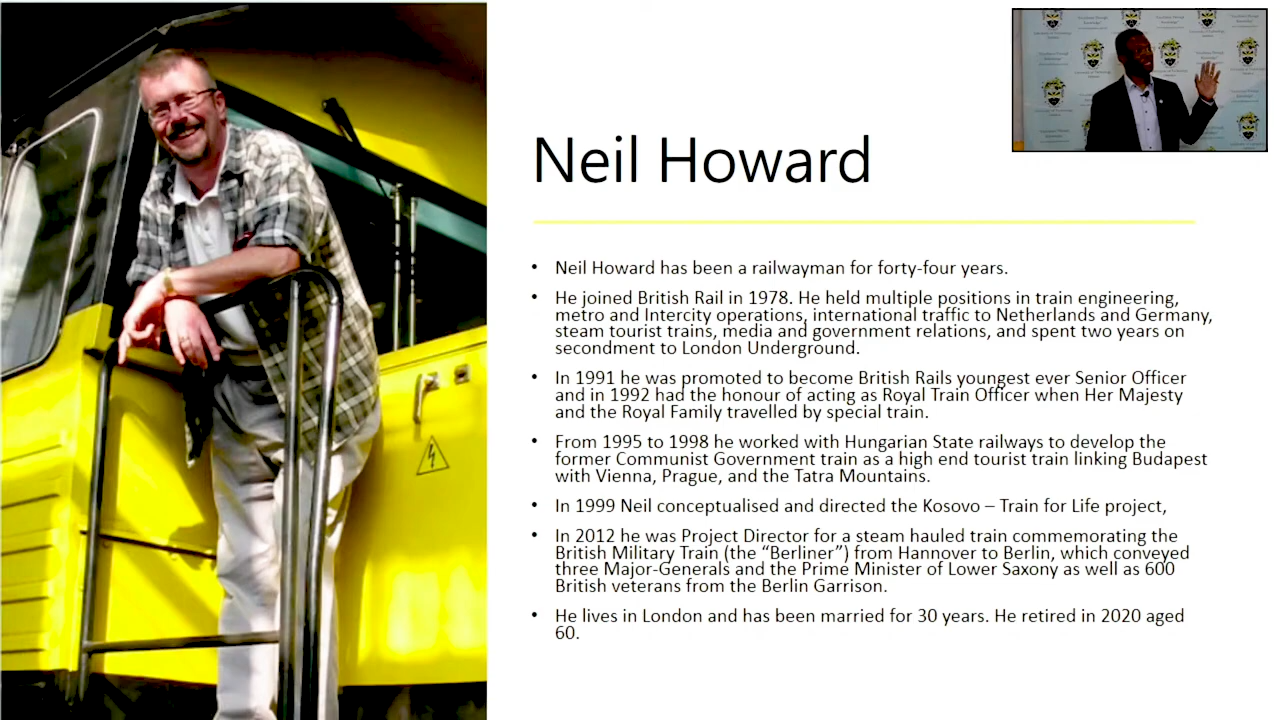 Neil Howard
• Neil Howard has been a railwayman for forty-four years.
• He joined British Rail in 1978. He held multiple positions in train engineering,
metro and Intercity operations, international traffic to Netherlands and Germany,
steam tourist trains, media and government relations, and spent two years on
secondment to London Underground.
• In 1991 he was promoted to become British Rails youngest ever Senior Officer
and in 1992 had the honour of acting as Royal Train Officer when Her Majesty
and the Royal Family travelled by special train.
• From 1995 to 1998 he worked with Hungarian State railways to develop the
former Communist Government train as a high end tourist train linking Budapest
with Vienna, Prague, and the Tatra Mountains.
• In 1999 Neil conceptualised and directed the Kosovo – Train for Life project,
• In 2012 he was Project Director for a steam hauled train commemorating the
British Military Train (the “Berliner”) from Hannover to Berlin, which conveyed
three Major-Generals and the Prime Minister of Lower Saxony as well as 600
British veterans from the Berlin Garrison.
• He lives in London and has been married for 30 years. He retired in 2020 aged
60.